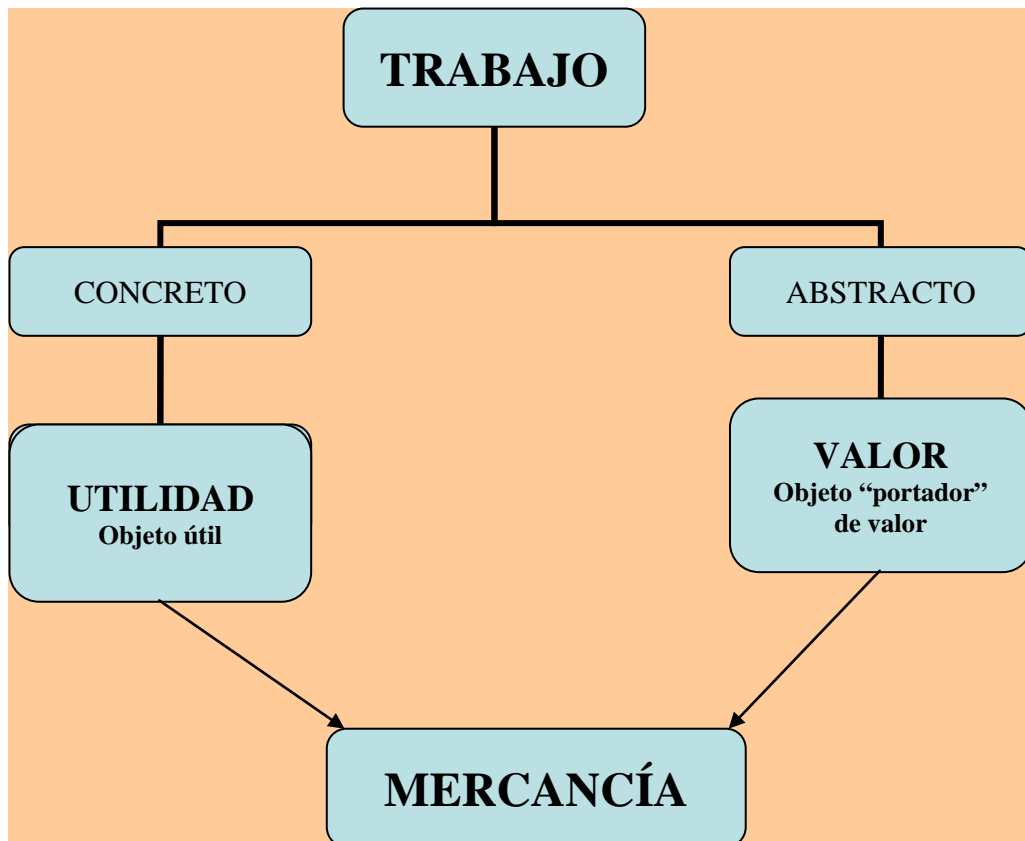 TRABAJO
CONCRETO
ABSTRACTO
UTILIDAD
Objeto útil
VALOR
Objeto “portador”
de valor
MERCANCÍA